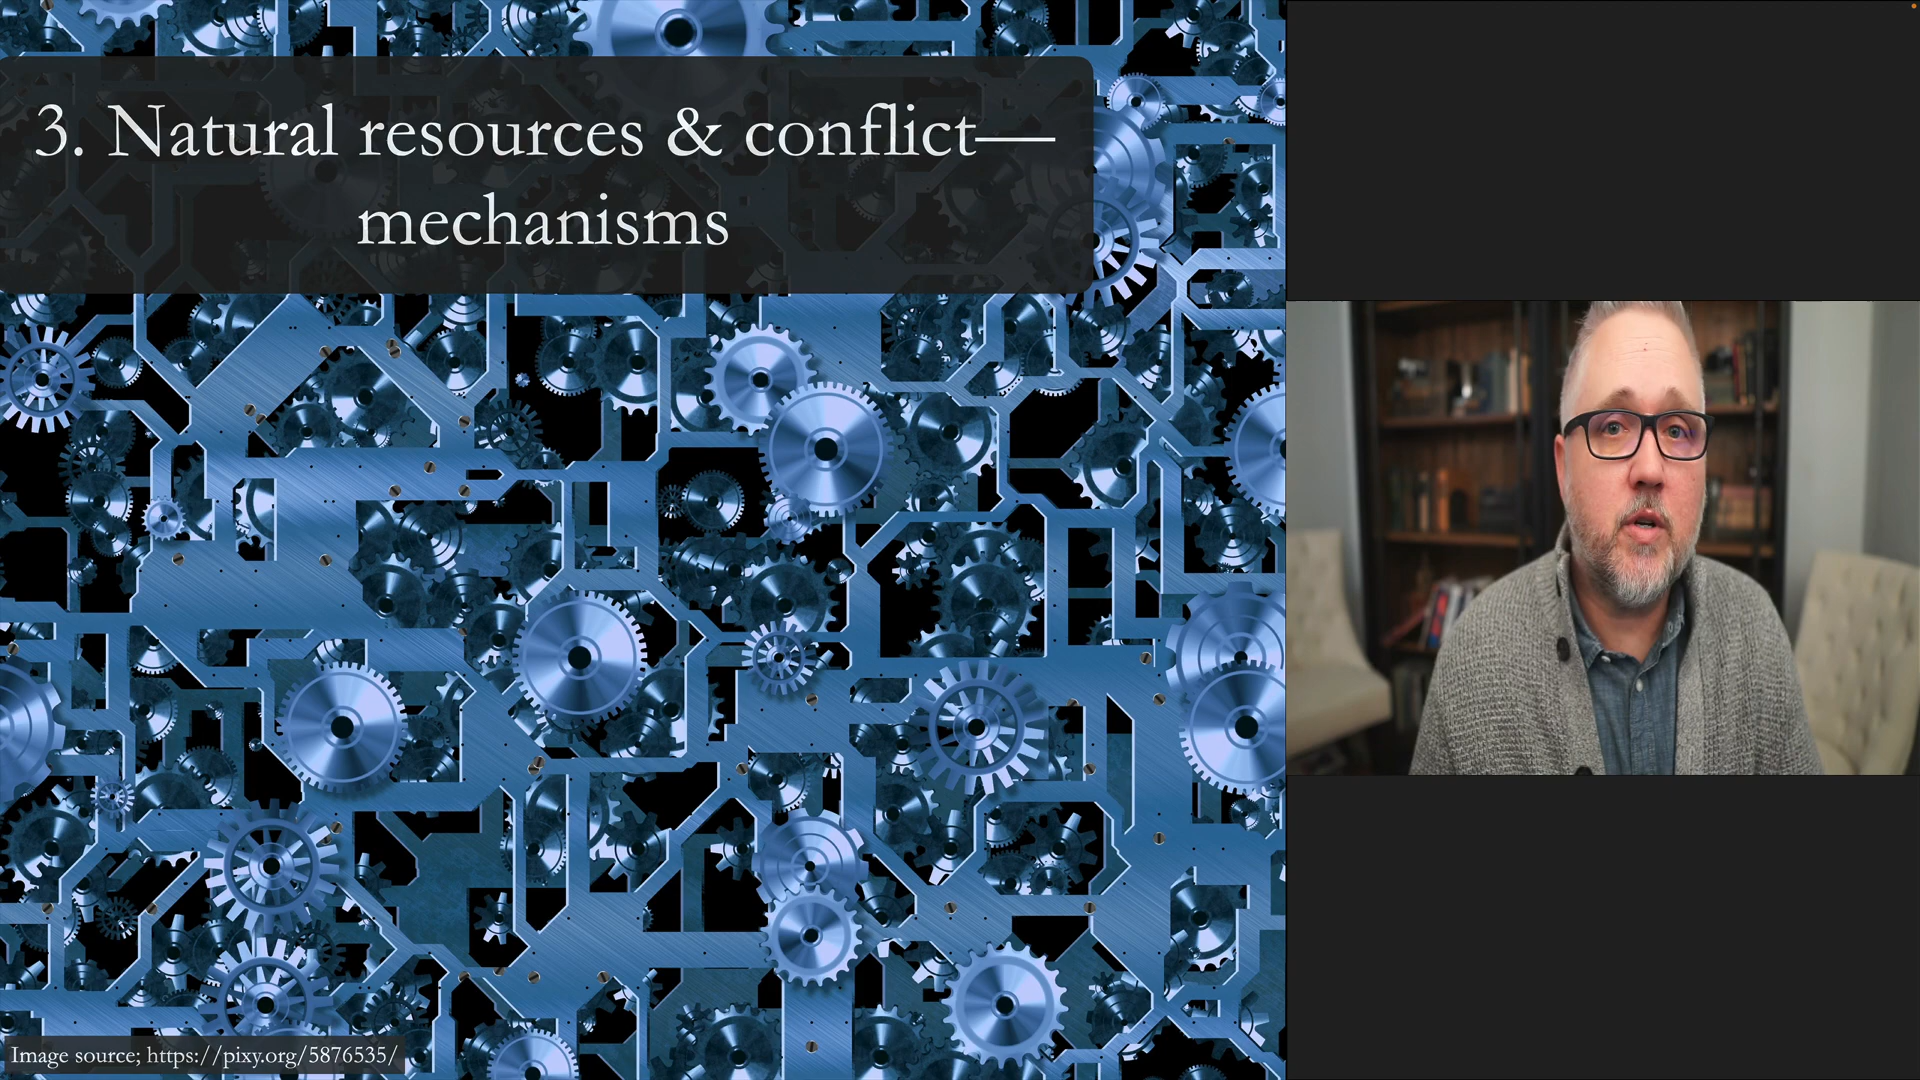 3. Natural resources & conflict—
mechanisms
Image source; https://pixy.org/5876535/